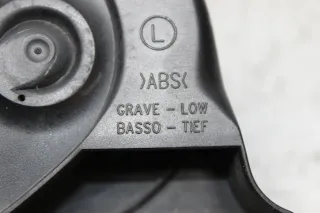 L
>ABS<
GRAVE - LOW
BASSO - TIEF